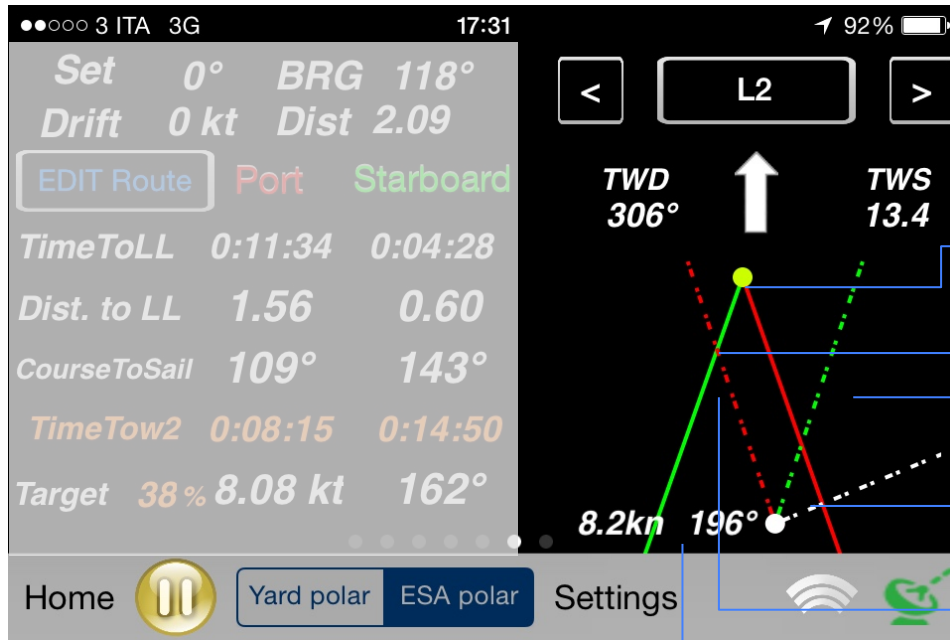 3 ITA 3G 17:31 92%
Set 0° BRG 118°
Drift 0 kt Dist 2.09
EDIT Route Port Starboard
TimeToLL 0:11:34 0:04:28
Dist. to LL 1.56 0.60
CourseToSail 109° 143°
TimeTow2 0:08:15 0:14:50
Target 38% 8.08 kt 162°
< L2 >
TWD TWS
306° 13.4
8.2kn 196°
Home Yard polar ESA polar Settings